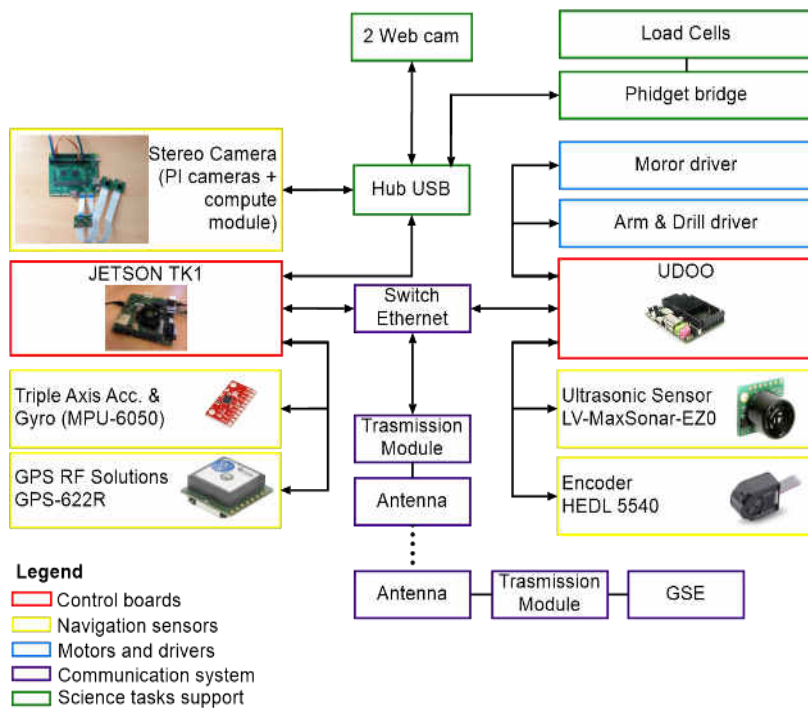 2 Web cam
Load Cells
Phidget bridge
Stereo Camera
(PI cameras +
compute
module)
Hub USB
Moror driver
Arm & Drill driver
JETSON TK1
Switch
Ethernet
UDOO
Triple Axis Acc. &
Gyro (MPU-6050)
Trasmission
Module
Ultrasonic Sensor
LV-MaxSonar-EZ0
GPS RF Solutions
GPS-622R
Antenna
Encoder
HEDL 5540
Antenna
Trasmission
Module
GSE
Legend
Control boards
Navigation sensors
Motors and drivers
Communication system
Science tasks support